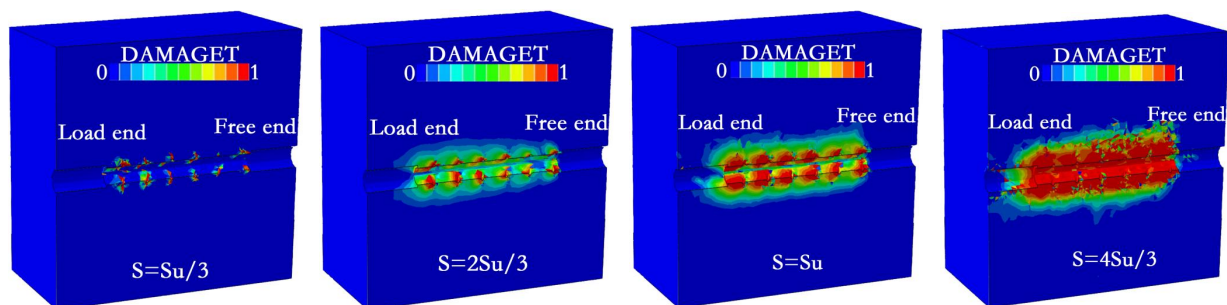 DAMAGET
0 1
Load end
Free end
S=Su/3
DAMAGET
0 1
Load end
Free end
S=2Su/3
DAMAGET
0 1
Load end
Free end
S=Su
DAMAGET
0 1
Load end
Free end
S=4Su/3